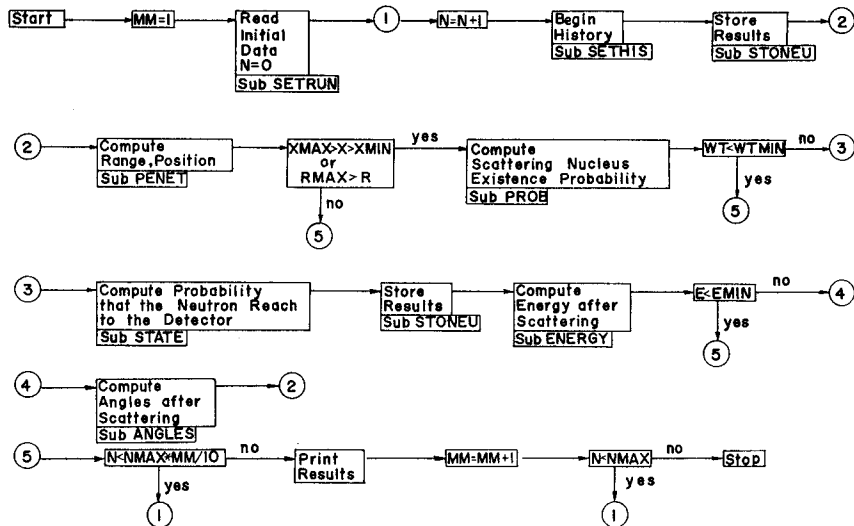 Start
MM=1
Read
Initial
Data
N=0
Sub SETRUN
1
N=N+1
Begin
History
Sub SETHIS
Store
Results
Sub STONEU
2
2
Compute
Range,Position
Sub PENET
XMAX>X>XMIN
or
RMAX>R
yes
no
5
Compute
Scattering Nucleus
Existence Probability
Sub PROB
WT<WTMIN
no
3
yes
5
3
Compute Probability
that the Neutron Reach
to the Detector
Sub STATE
Store
Results
Sub STONEU
Compute
Energy after
Scattering
Sub ENERGY
E<EMIN
no
4
yes
5
4
Compute
Angles after
Scattering
Sub ANGLES
2
5
N<NMAX*MM/10
no
yes
1
Print
Results
MM=MM+1
N<NMAX
no
Stop
yes
1